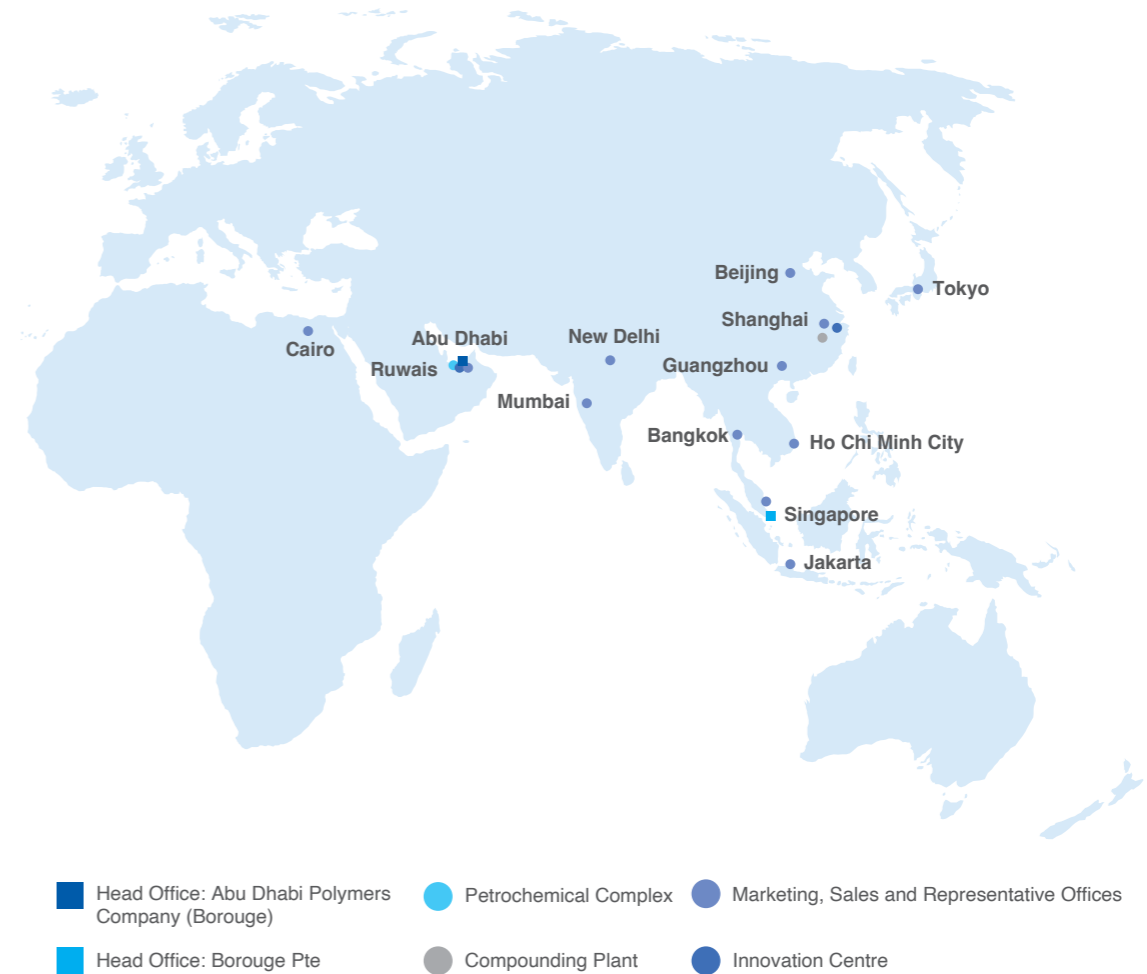 Beijing
Tokyo
Shanghai
New Delhi
Abu Dhabi
Cairo
Guangzhou
Ruwais
Mumbai
Bangkok
Ho Chi Minh City
Singapore
Jakarta
Head Office: Abu Dhabi Polymers
Company (Borouge)
Petrochemical Complex
Marketing, Sales and Representative Offices
Head Office: Borouge Pte
Compounding Plant
Innovation Centre